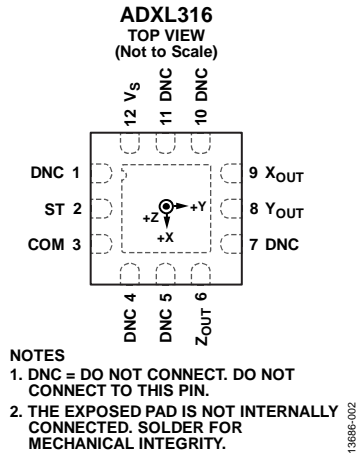 ADXL316
TOP VIEW
(Not to Scale)
12 VS
11 DNC
10 DNC
DNC 1
ST 2
COM 3
9 XOUT
8 YOUT
7 DNC
+Y
+Z
+X
DNC 4
DNC 5
ZOUT 6
NOTES
1. DNC = DO NOT CONNECT. DO NOT
CONNECT TO THIS PIN.
2. THE EXPOSED PAD IS NOT INTERNALLY
CONNECTED. SOLDER FOR
MECHANICAL INTEGRITY.
13686-002